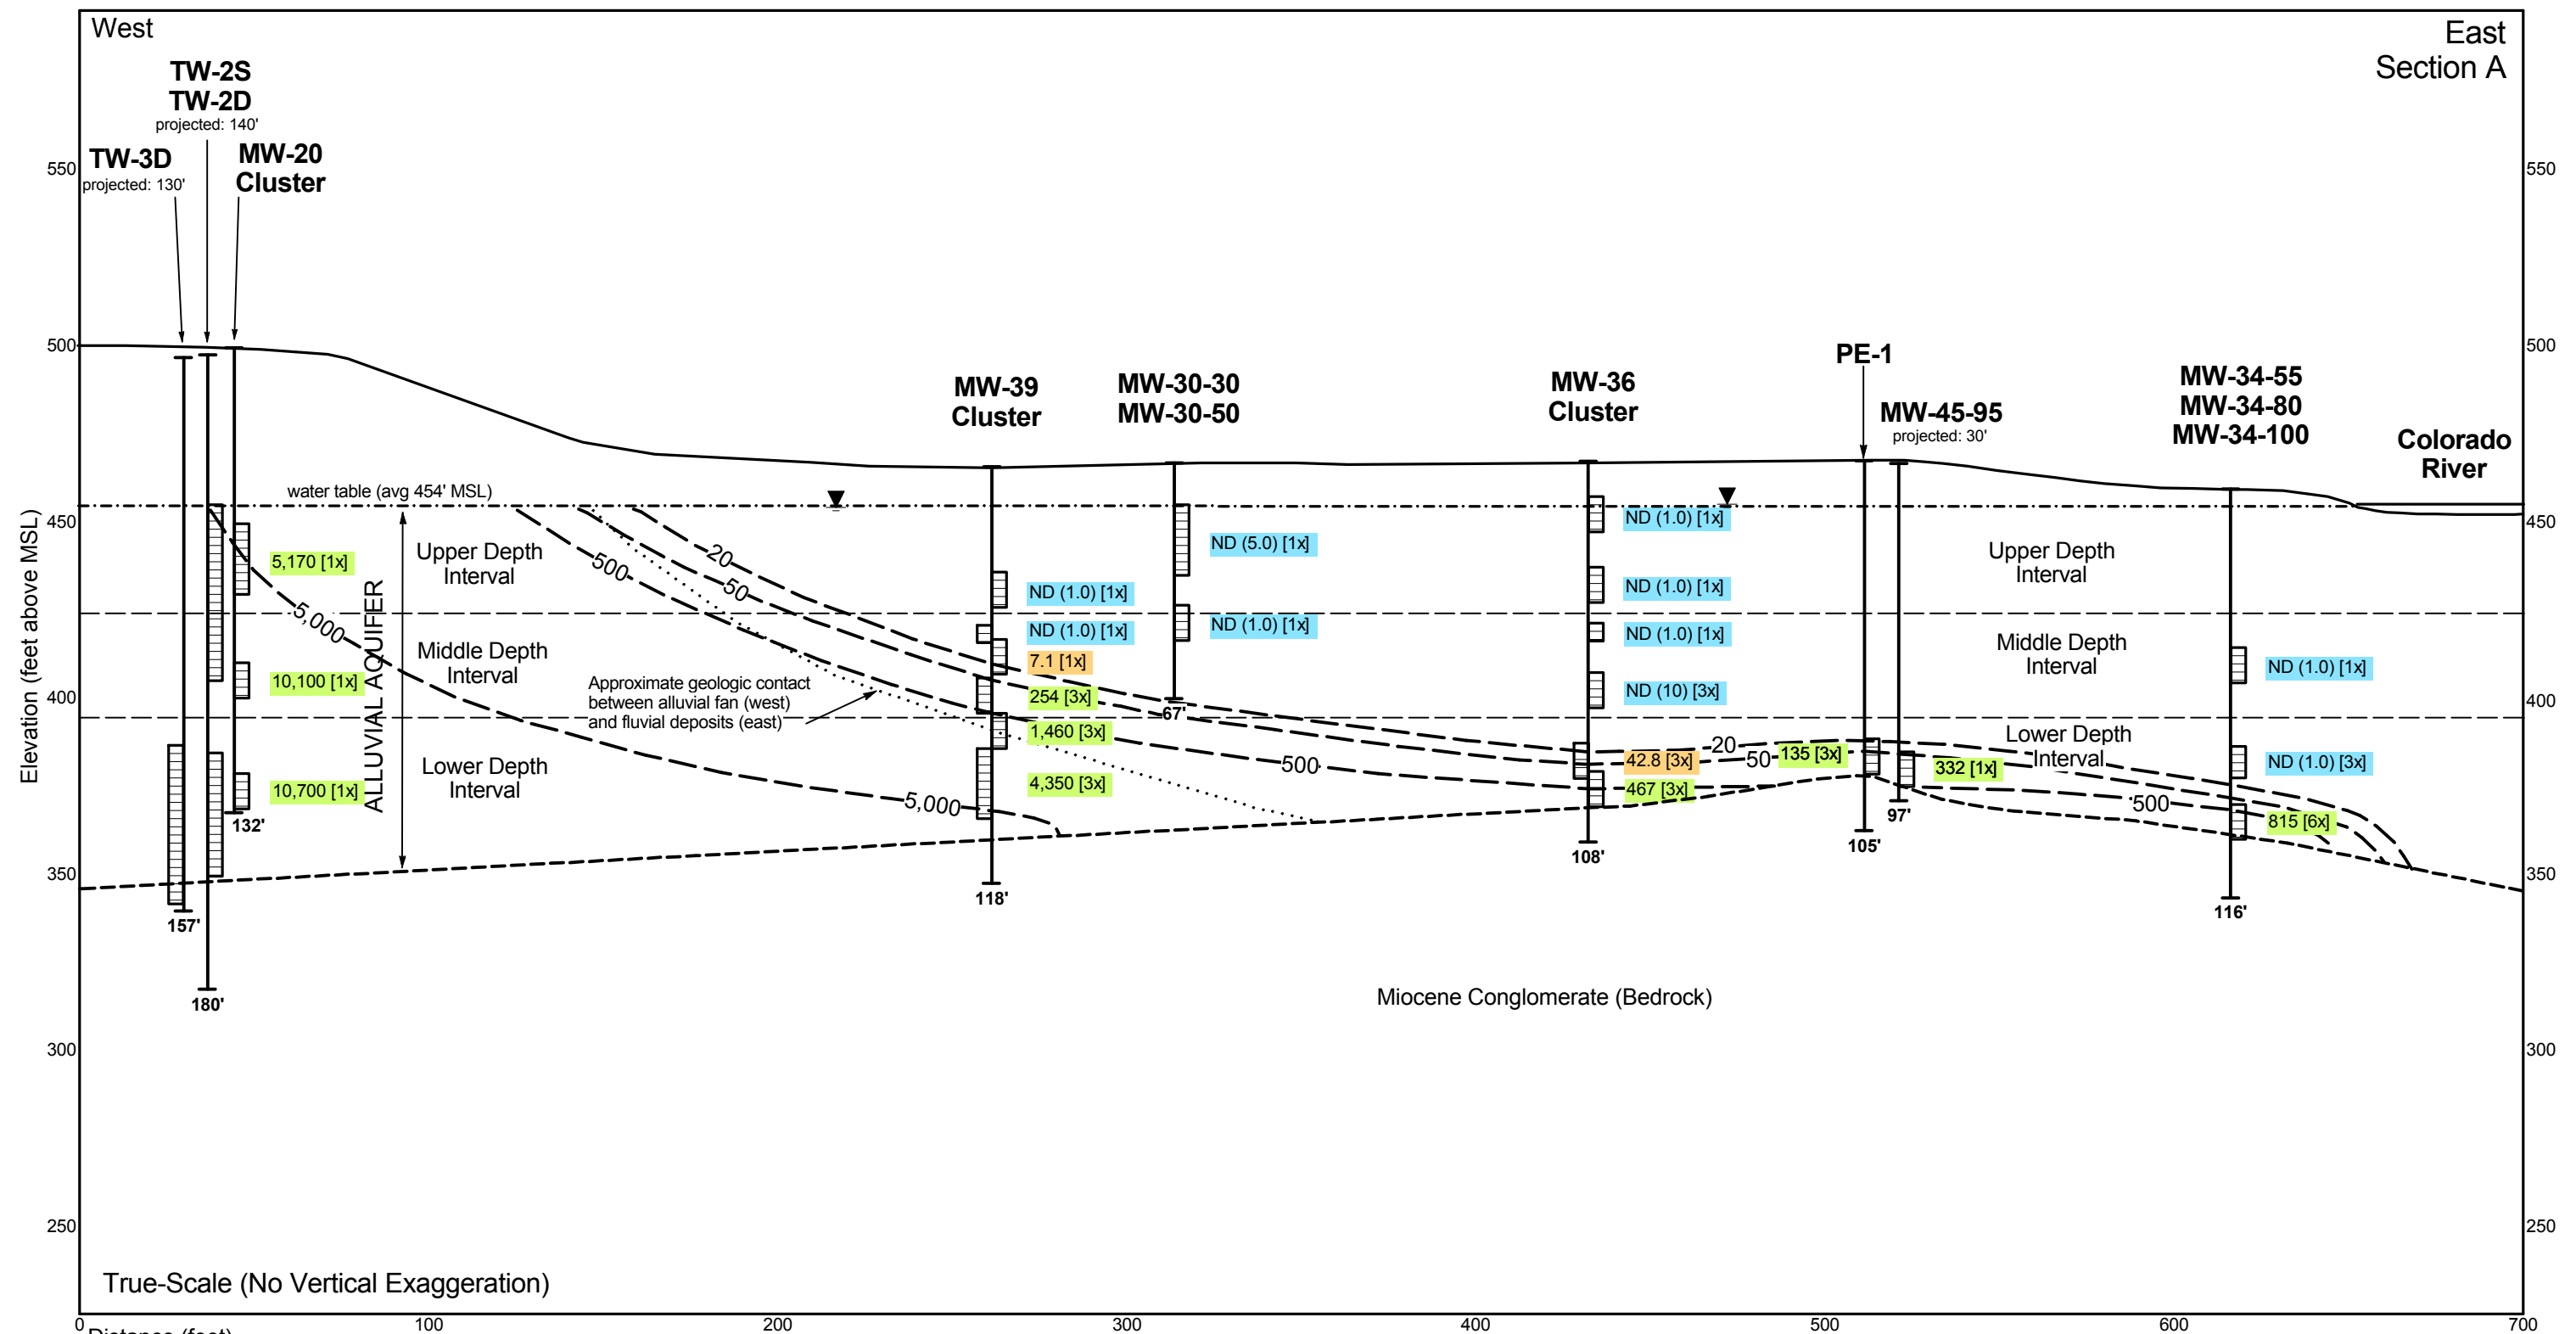 West
East
Section A
TW-2S
TW-2D
projected: 140'
TW-3D
projected: 130'
MW-20
Cluster
550
550
500
500
PE-1
MW-39
Cluster
MW-30-30
MW-30-50
MW-36
Cluster
MW-45-95
projected: 30'
MW-34-55
MW-34-80
MW-34-100
Colorado
River
water table (avg 454' MSL)
Elevation (feet above MSL)
450
450
ND (1.0) [1x]
ND (5.0) [1x]
5,170 [1x]
Upper Depth
Interval
Upper Depth
Interval
20
500
50
ND (1.0) [1x]
ND (1.0) [1x]
ALLUVIAL AQUIFER
5,000
ND (1.0) [1x]
ND (1.0) [1x]
ND (1.0) [1x]
Middle Depth
Interval
Middle Depth
Interval
7.1 [1x]
ND (1.0) [1x]
10,100 [1x]
Approximate geologic contact
between alluvial fan (west)
and fluvial deposits (east)
254 [3x]
ND (10) [3x]
400
400
67'
1,460 [3x]
Lower Depth
Interval
Lower Depth
Interval
20
50
135 [3x]
42.8 [3x]
332 [1x]
ND (1.0) [3x]
500
4,350 [3x]
467 [3x]
10,700 [1x]
5,000
500
815 [6x]
132'
97'
105'
108'
350
350
118'
116'
157'
180'
Miocene Conglomerate (Bedrock)
300
300
250
250
True-Scale (No Vertical Exaggeration)
0
100
200
300
400
500
600
700
Distance (feet)